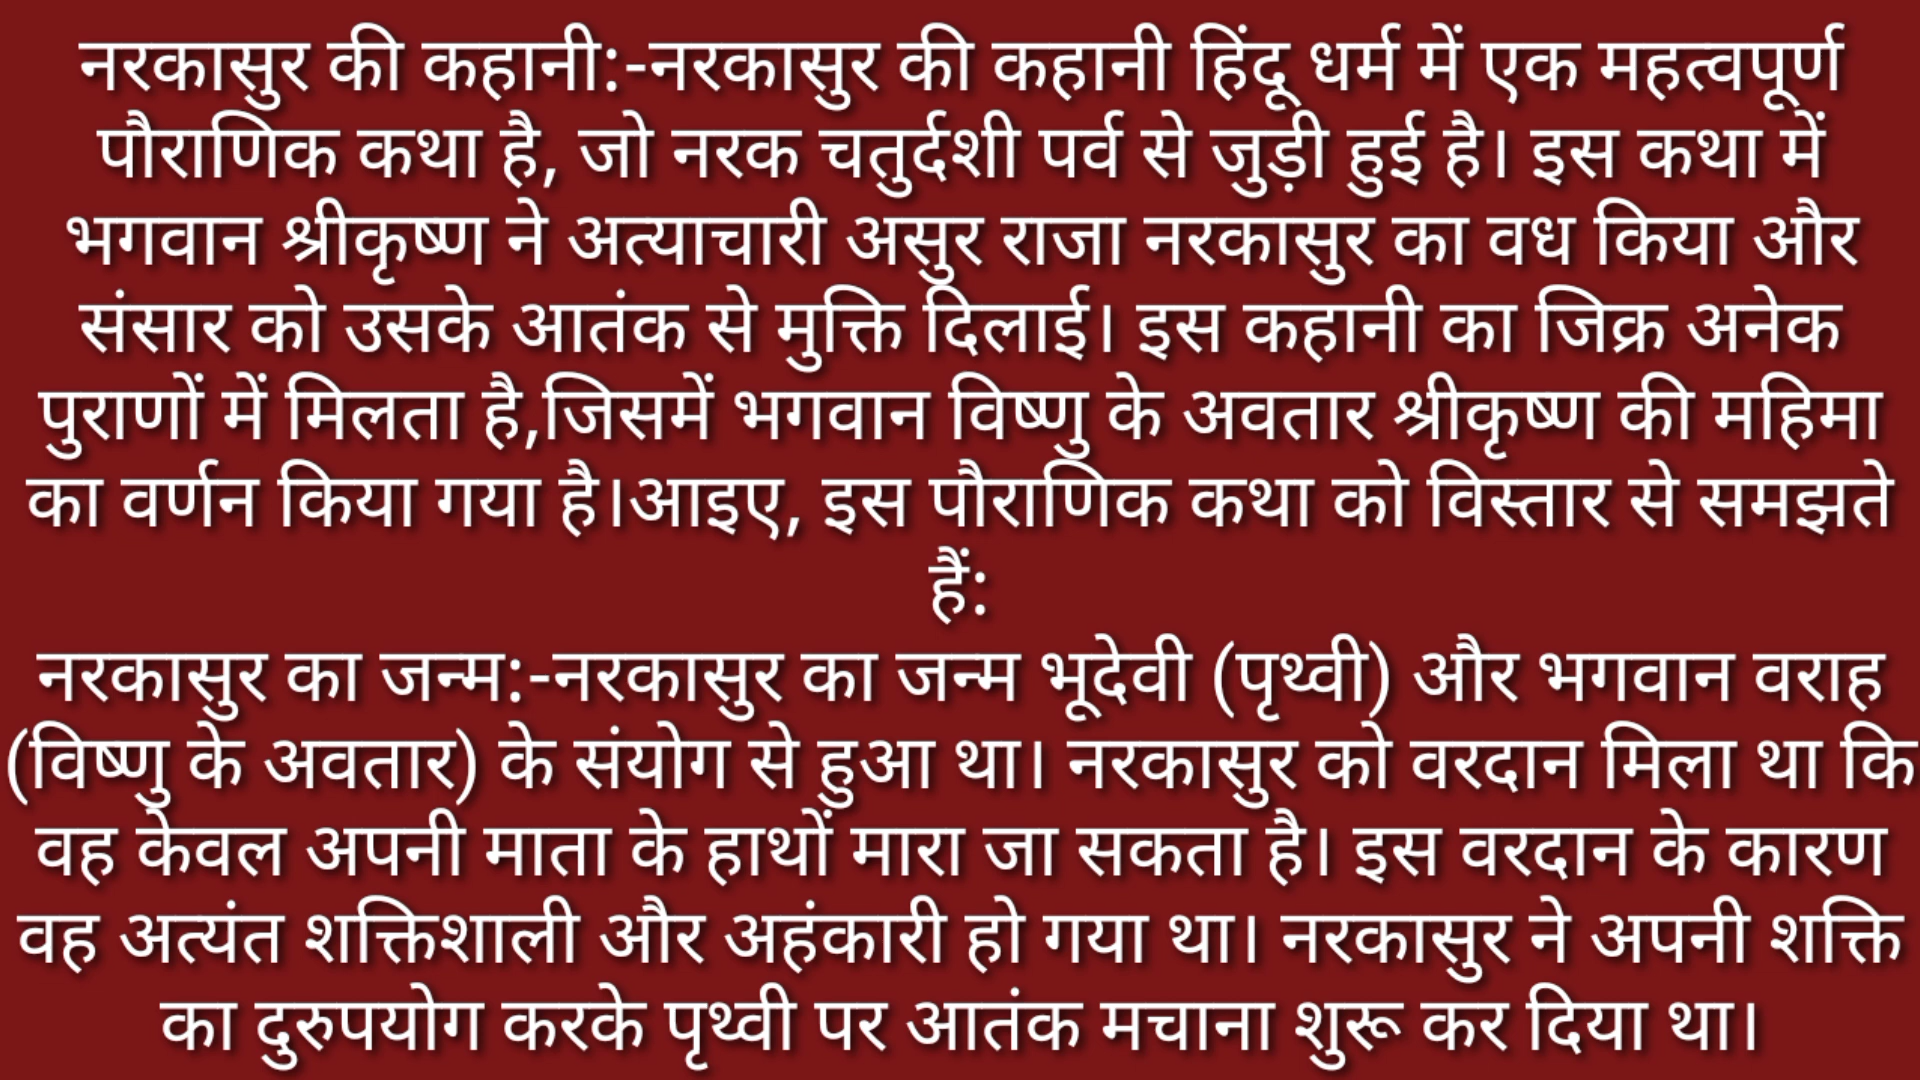 नरकासुर की कहानी:-नरकासुर की कहानी हिंदू धर्म में एक महत्वपूर्ण
पौराणिक कथा है, जो नरक चतुर्दशी पर्व से जुड़ी हुई है। इस कथा में
भगवान श्रीकृष्ण ने अत्याचारी असुर राजा नरकासुर का वध किया और
संसार को उसके आतंक से मुक्ति दिलाई। इस कहानी का जिक्र अनेक
पुराणों में मिलता है,जिसमें भगवान विष्णु के अवतार श्रीकृष्ण की महिमा
का वर्णन किया गया है।आइए, इस पौराणिक कथा को विस्तार से समझते
हैं:
नरकासुर का जन्म:-नरकासुर का जन्म भूदेवी (पृथ्वी) और भगवान वराह
(विष्णु के अवतार) के संयोग से हुआ था। नरकासुर को वरदान मिला था कि
वह केवल अपनी माता के हाथों मारा जा सकता है। इस वरदान के कारण
वह अत्यंत शक्तिशाली और अहंकारी हो गया था। नरकासुर ने अपनी शक्ति
का दुरुपयोग करके पृथ्वी पर आतंक मचाना शुरू कर दिया था।